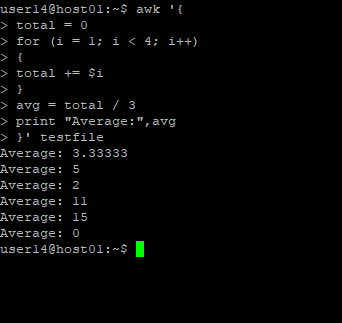 user14@host01:~$ awk '{
> total = 0
> for (i = 1; i < 4; i++)
> {
> total += $i
> }
> avg = total / 3
> print "Average:",avg
> }' testfile
Average: 3.33333
Average: 5
Average: 2
Average: 11
Average: 15
Average: 0
user14@host01:~$